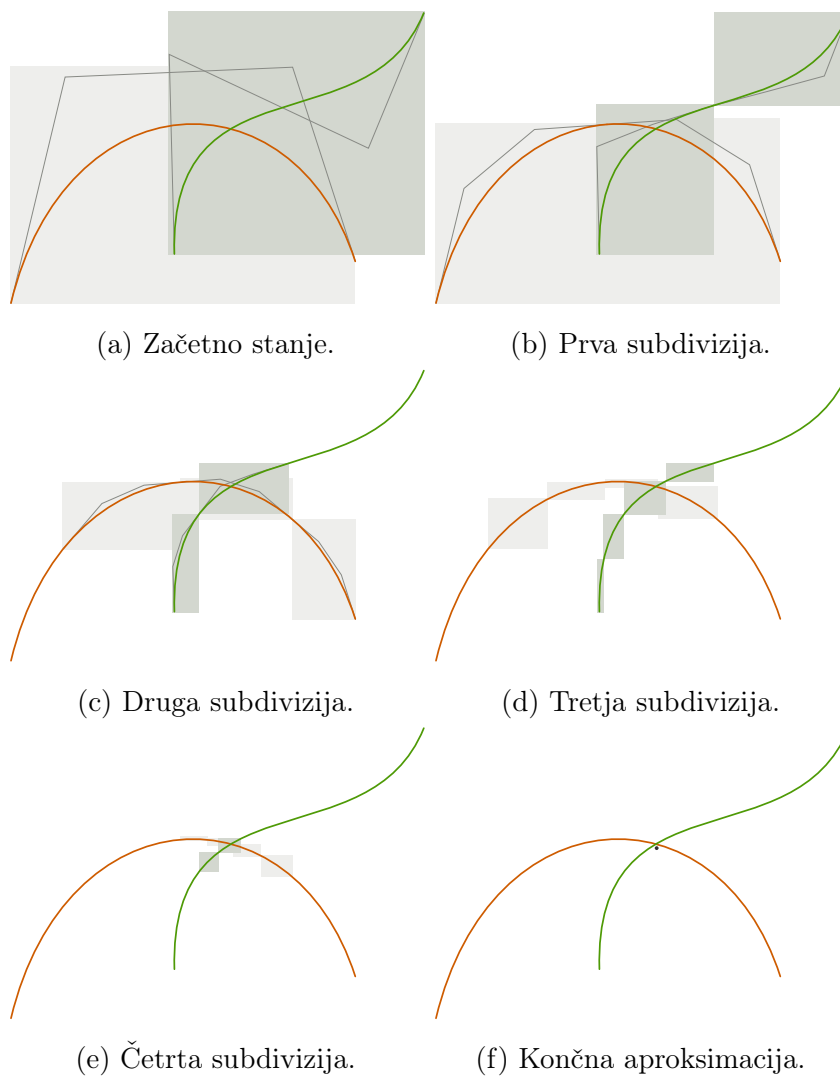 (a) Začetno stanje.
(b) Prva subdivizija.
(c) Druga subdivizija.
(d) Tretja subdivizija.
(e) Četrta subdivizija.
(f) Končna aproksimacija.